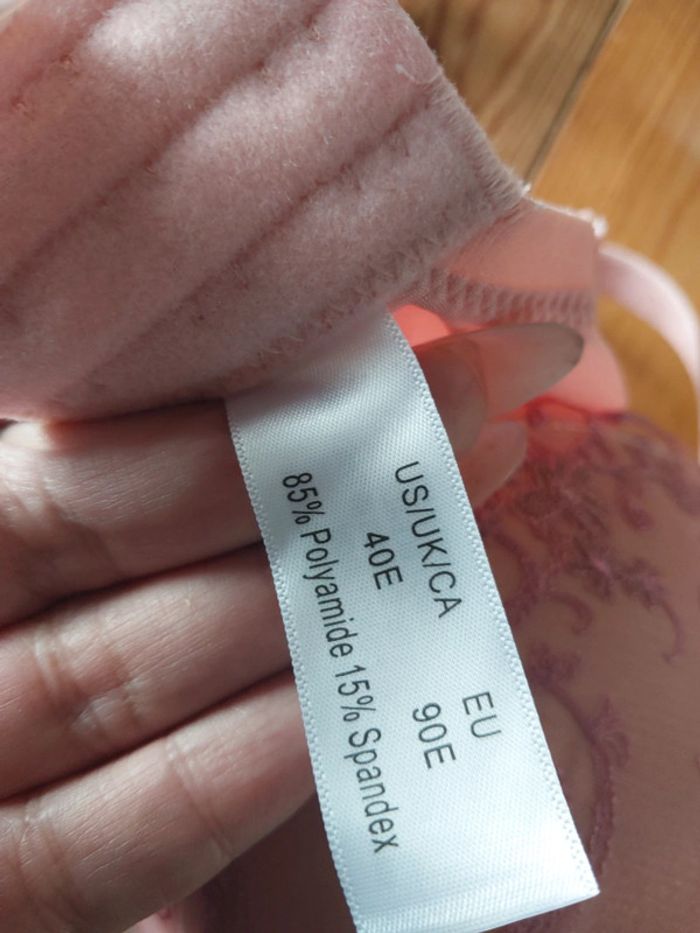 US/UK/CA EU
40E 90E
85% Polyamide 15% Spandex